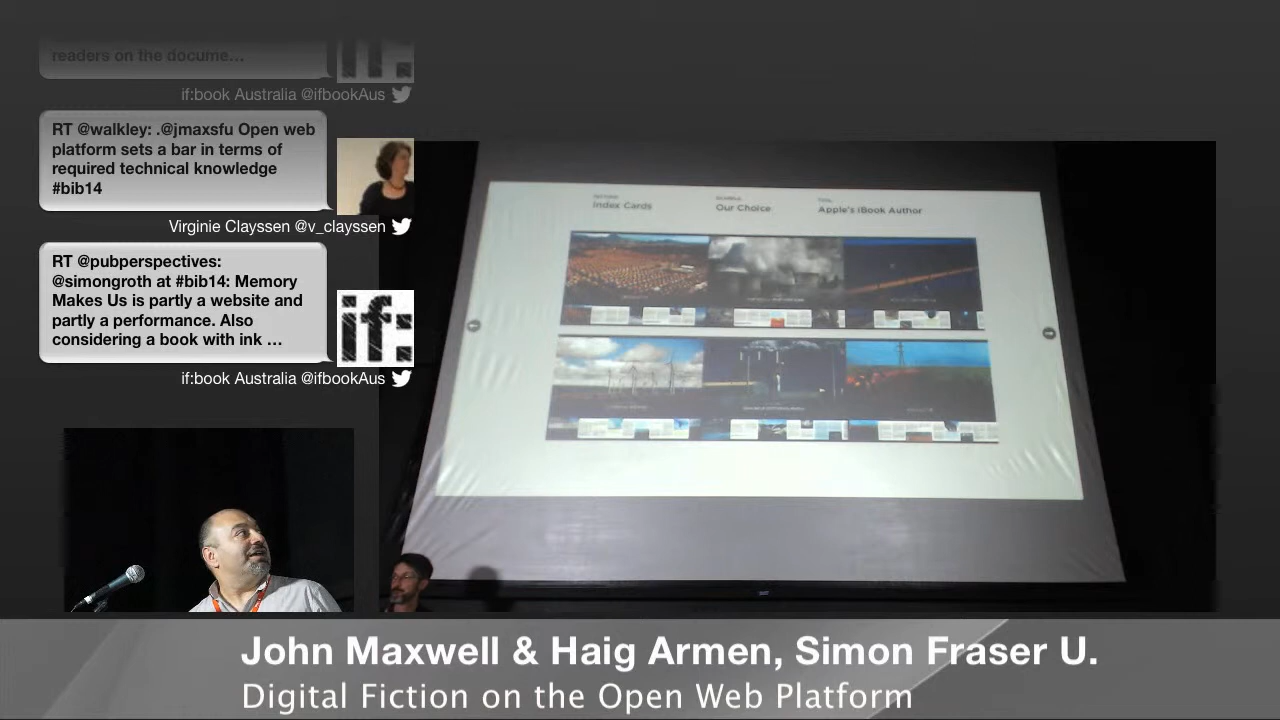 readers on the docume...
if:
if:book Australia @ifbookAus
RT @walkley: .@jmaxsfu Open web
platform sets a bar in terms of
required technical knowledge
#bib14
Virginie Clayssen @v_clayssen
RT @pubperspectives:
@simongroth at #bib14: Memory
Makes Us is partly a website and
partly a performance. Also
considering a book with ink ...
if:
if:book Australia @ifbookAus
Index Cards
Our Choice
Apple's iBook Author
John Maxwell & Haig Armen, Simon Fraser U.
Digital Fiction on the Open Web Platform